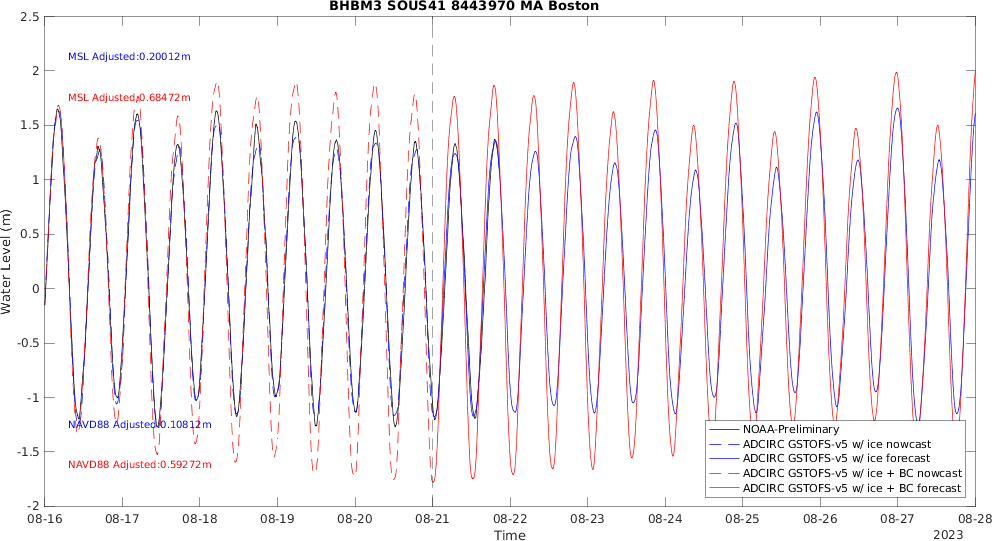 BHBM3 SOUS41 8443970 MA Boston
2.5
2
1.5
1
0.5
0
-0.5
-1
-1.5
-2
Water Level (m)
MSL Adjusted:0.20012m
MSL Adjusted:0.68472m
NAVD88 Adjusted:0.10812m
NAVD88 Adjusted:0.59272m
NOAA-Preliminary
ADCIRC GSTOFS-v5 w/ ice nowcast
ADCIRC GSTOFS-v5 w/ ice forecast
ADCIRC GSTOFS-v5 w/ ice + BC nowcast
ADCIRC GSTOFS-v5 w/ ice + BC forecast
08-16 08-17 08-18 08-19 08-20 08-21 08-22 08-23 08-24 08-25 08-26 08-27 08-28
Time
2023